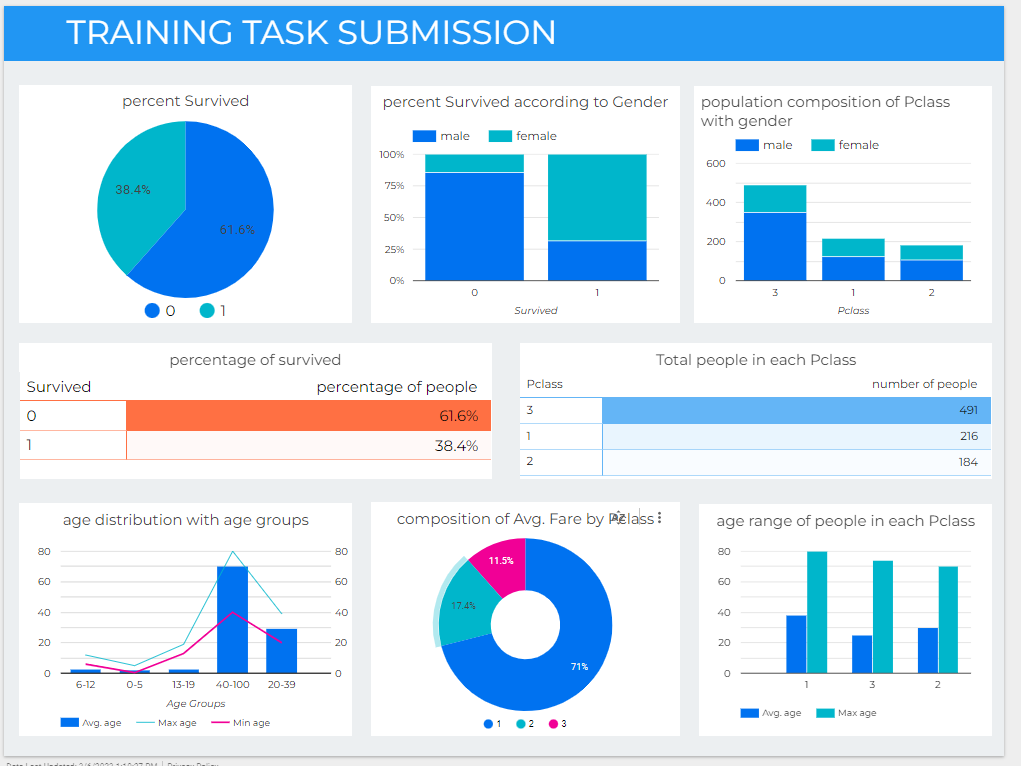 TRAINING TASK SUBMISSION
percent Survived
38.4%
61.6%
0 1
percent Survived according to Gender
male female
100%
75%
50%
25%
0%
0 1
Survived
population composition of Pclass
with gender
male female
600
400
200
0
3 1 2
Pclass
percentage of survived
Survived percentage of people
0 61.6%
1 38.4%
Total people in each Pclass
Pclass number of people
3 491
1 216
2 184
age distribution with age groups
80 80
60 60
40 40
20 20
0 0
6-12 0-5 13-19 40-100 20-39
Age Groups
Avg. age Max age Min age
composition of Avg. Fare by Pclass
11.5%
17.4%
71%
1 2 3
age range of people in each Pclass
80
60
40
20
0
1 3 2
Avg. age Max age
Privacy Policy